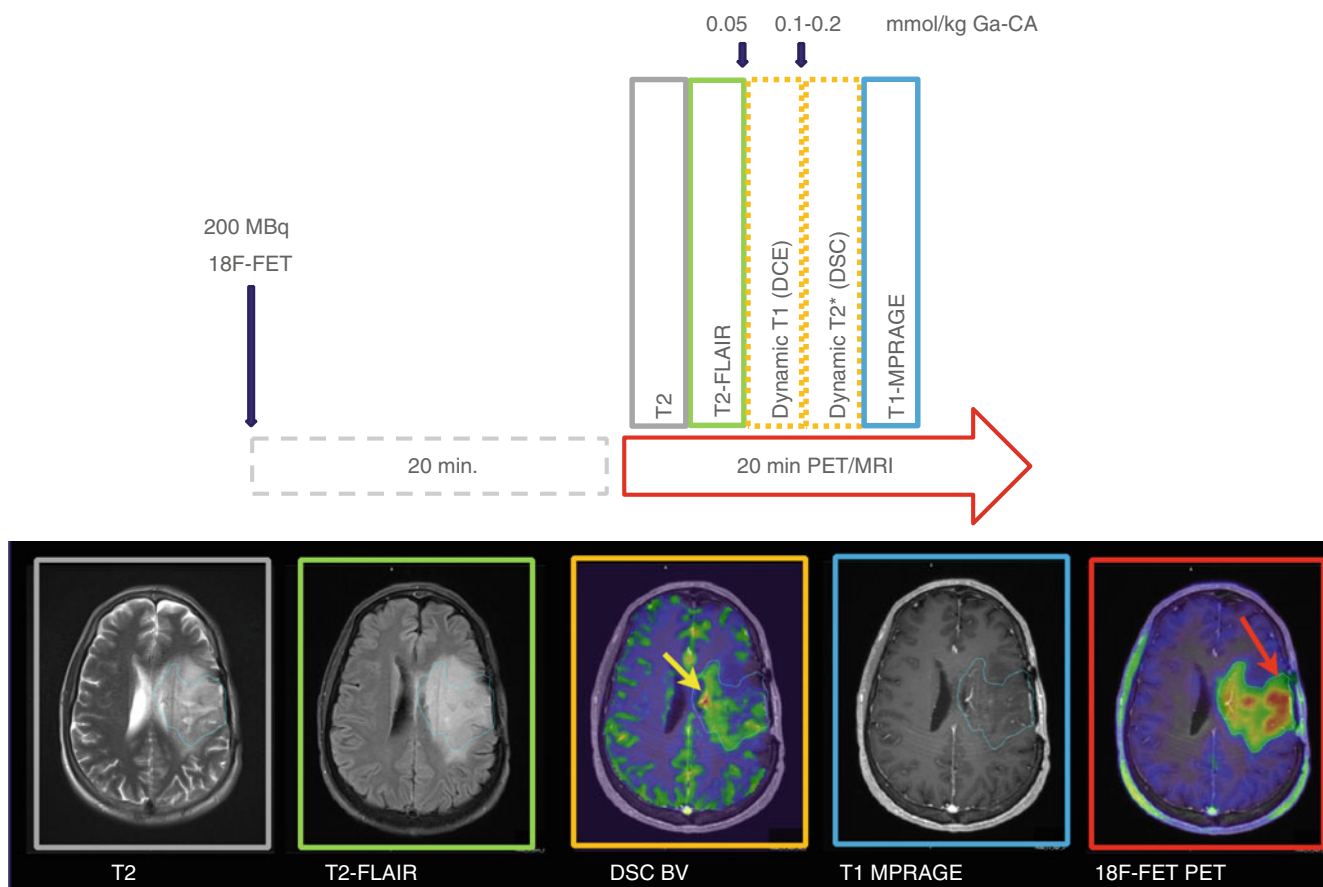 0.05 0.1-0.2 mmol/kg Ga-CA
200 MBq
18F-FET
T2
T2-FLAIR
Dynamic T1 (DCE)
Dynamic T2* (DSC)
T1-MPRAGE
20 min.
20 min PET/MRI
T2
T2-FLAIR
DSC BV
T1 MPRAGE
18F-FET PET